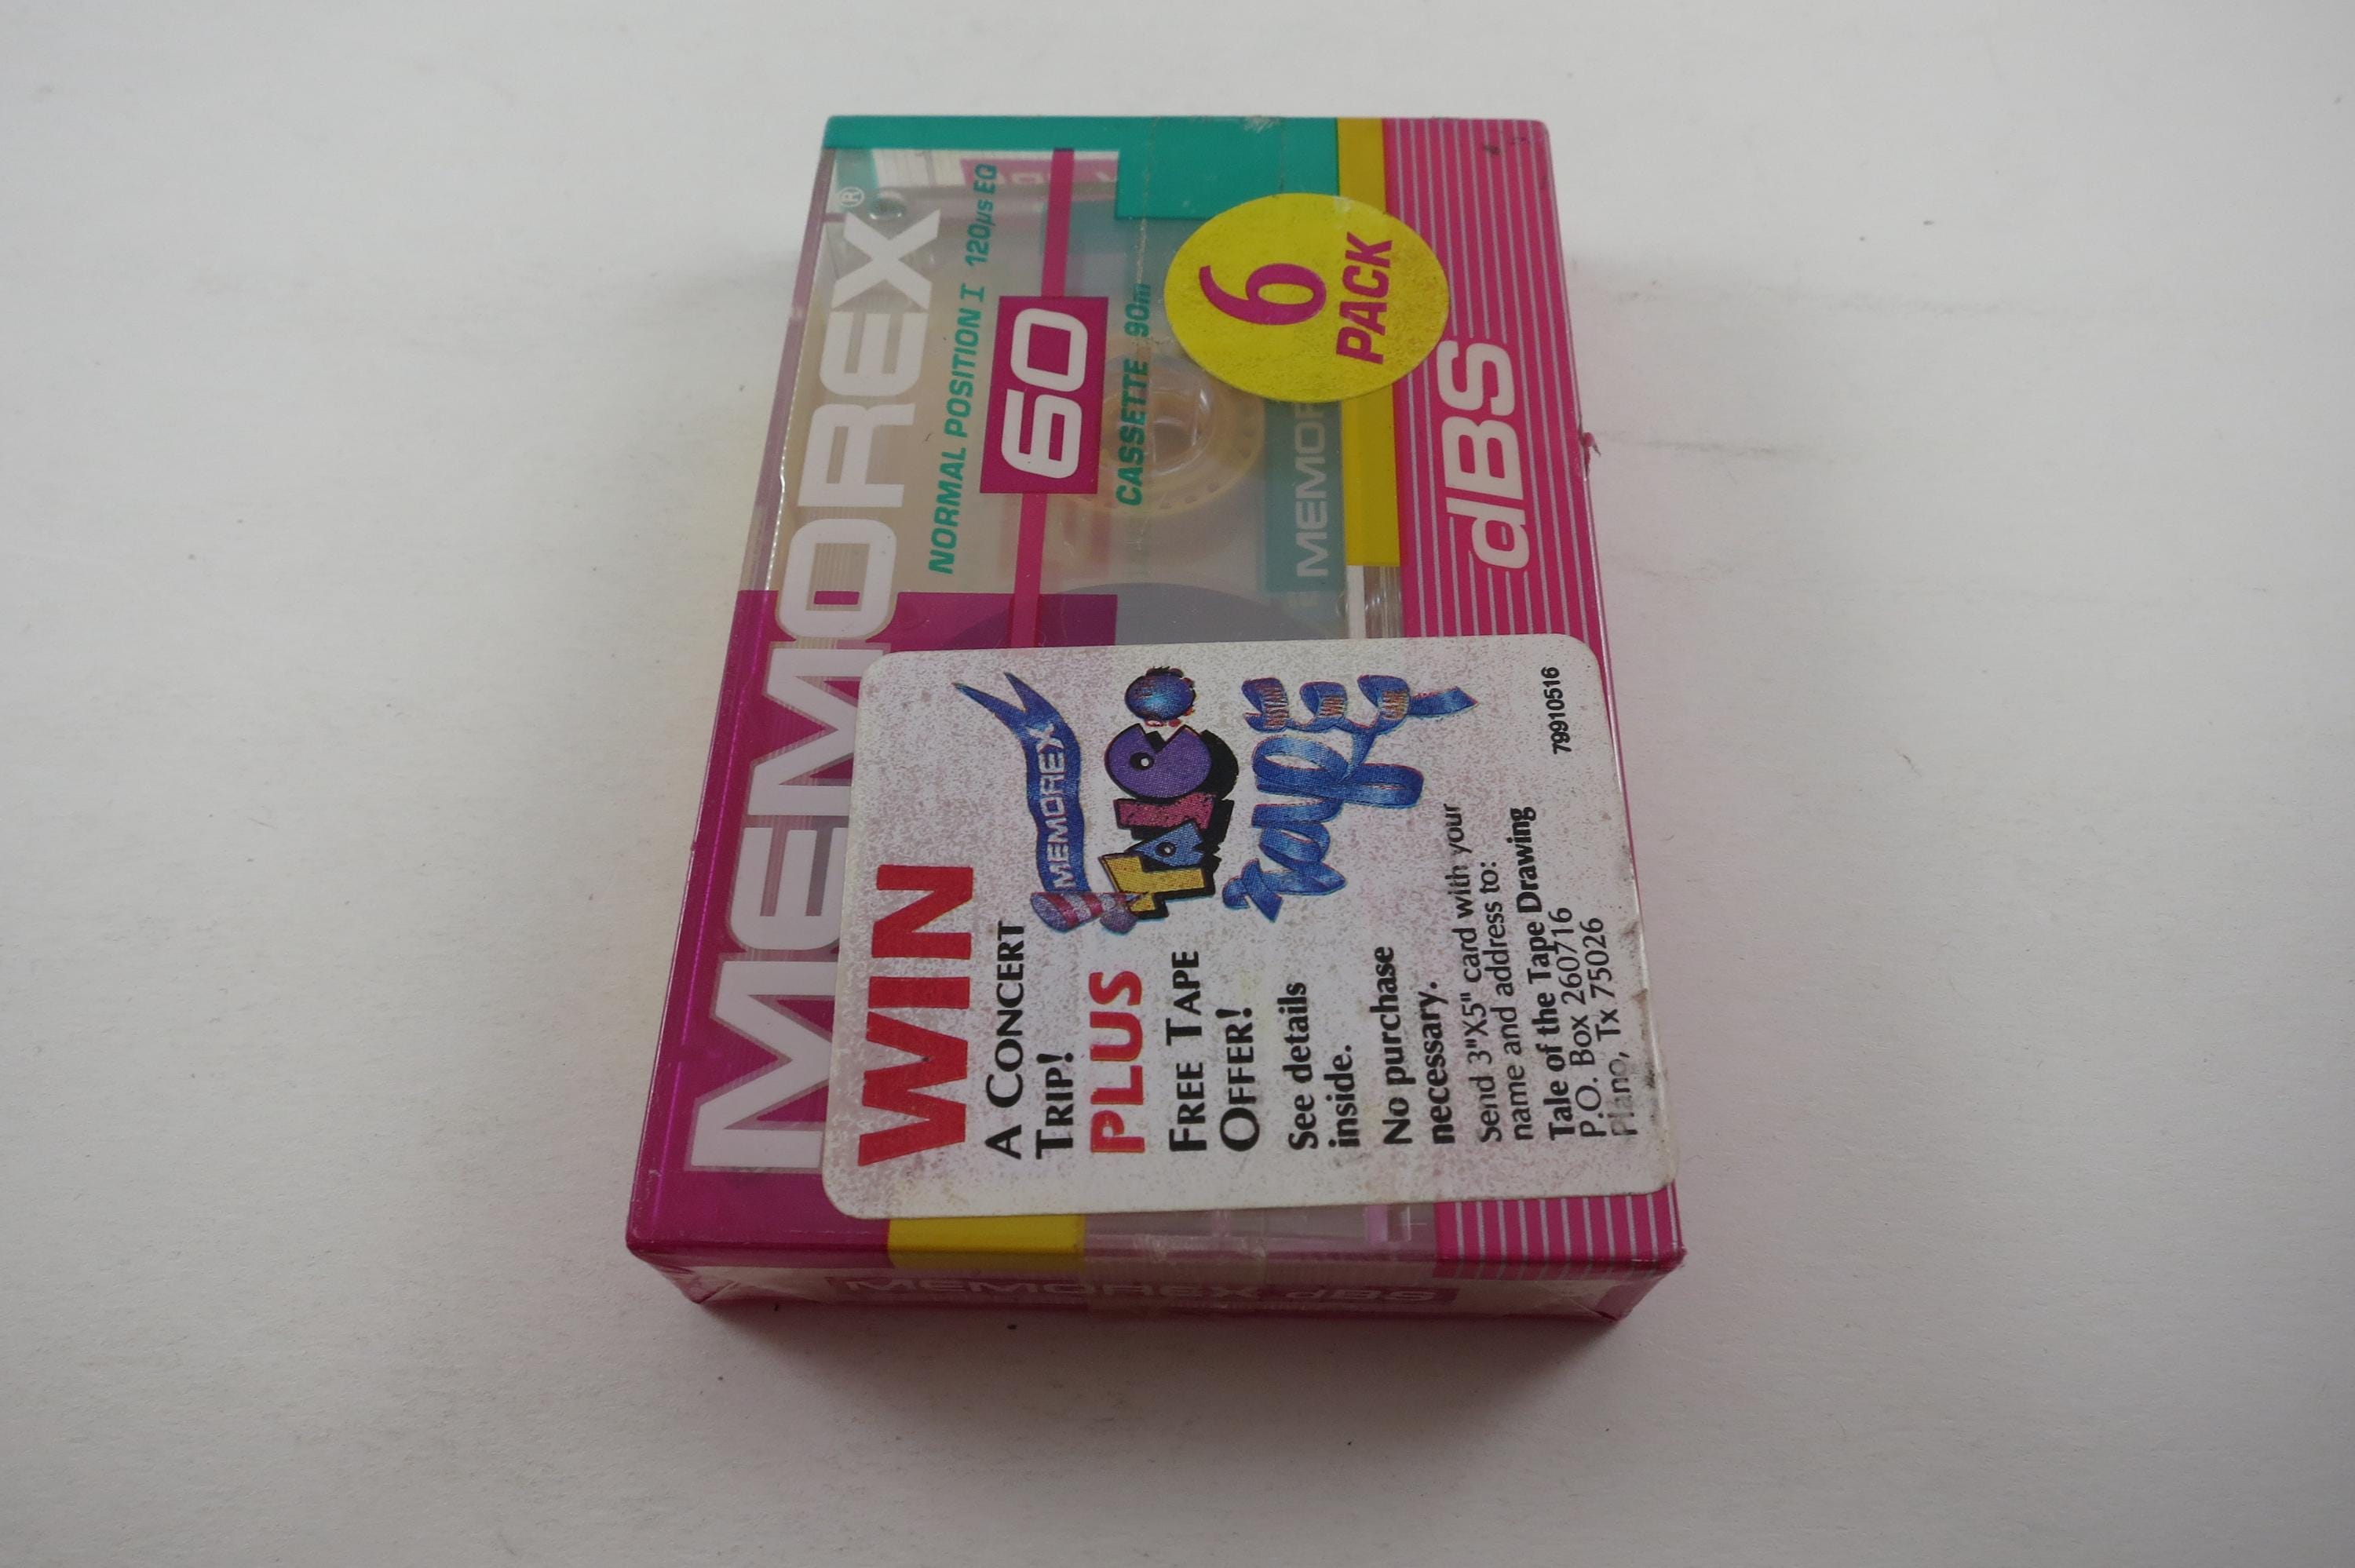 MEMOREX®
NORMAL POSITION I 120µs EQ
60
CASSETTE 90m
6
PACK
MEMOR
dBS
WIN
A CONCERT
TRIP!
PLUS
FREE TAPE
OFFER!
See details
inside.
No purchase
necessary.
Send 3"X5" card with your
name and address to:
Tale of the Tape Drawing
P.O. Box 260716
Plano, Tx 75026
MEMOREX
TALE
OF THE
Tape
79910516
MEMOREX dBS